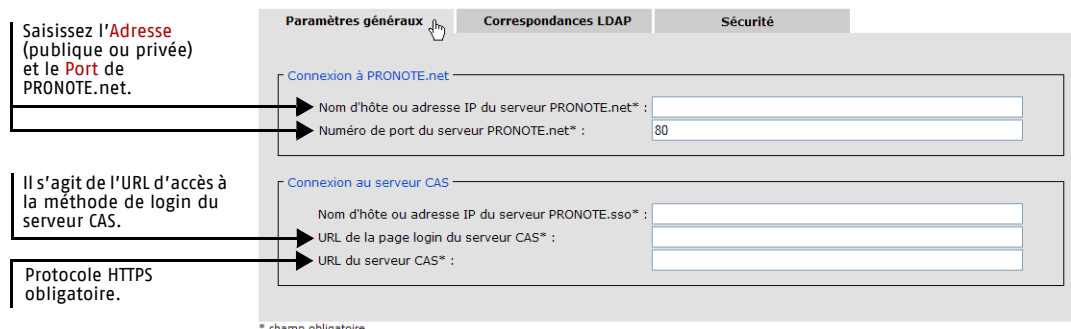 Paramètres généraux
Correspondances LDAP
Sécurité
Saisissez l'Adresse
(publique ou privée)
et le Port de
PRONOTE.net.
Connexion à PRONOTE.net
Nom d'hôte ou adresse IP du serveur PRONOTE.net* :
Numéro de port du serveur PRONOTE.net* :
80
Il s'agit de l'URL d'accès à
la méthode de login du
serveur CAS.
Connexion au serveur CAS
Nom d'hôte ou adresse IP du serveur PRONOTE.sso* :
URL de la page login du serveur CAS* :
URL du serveur CAS* :
Protocole HTTPS
obligatoire.
* champ obligatoire